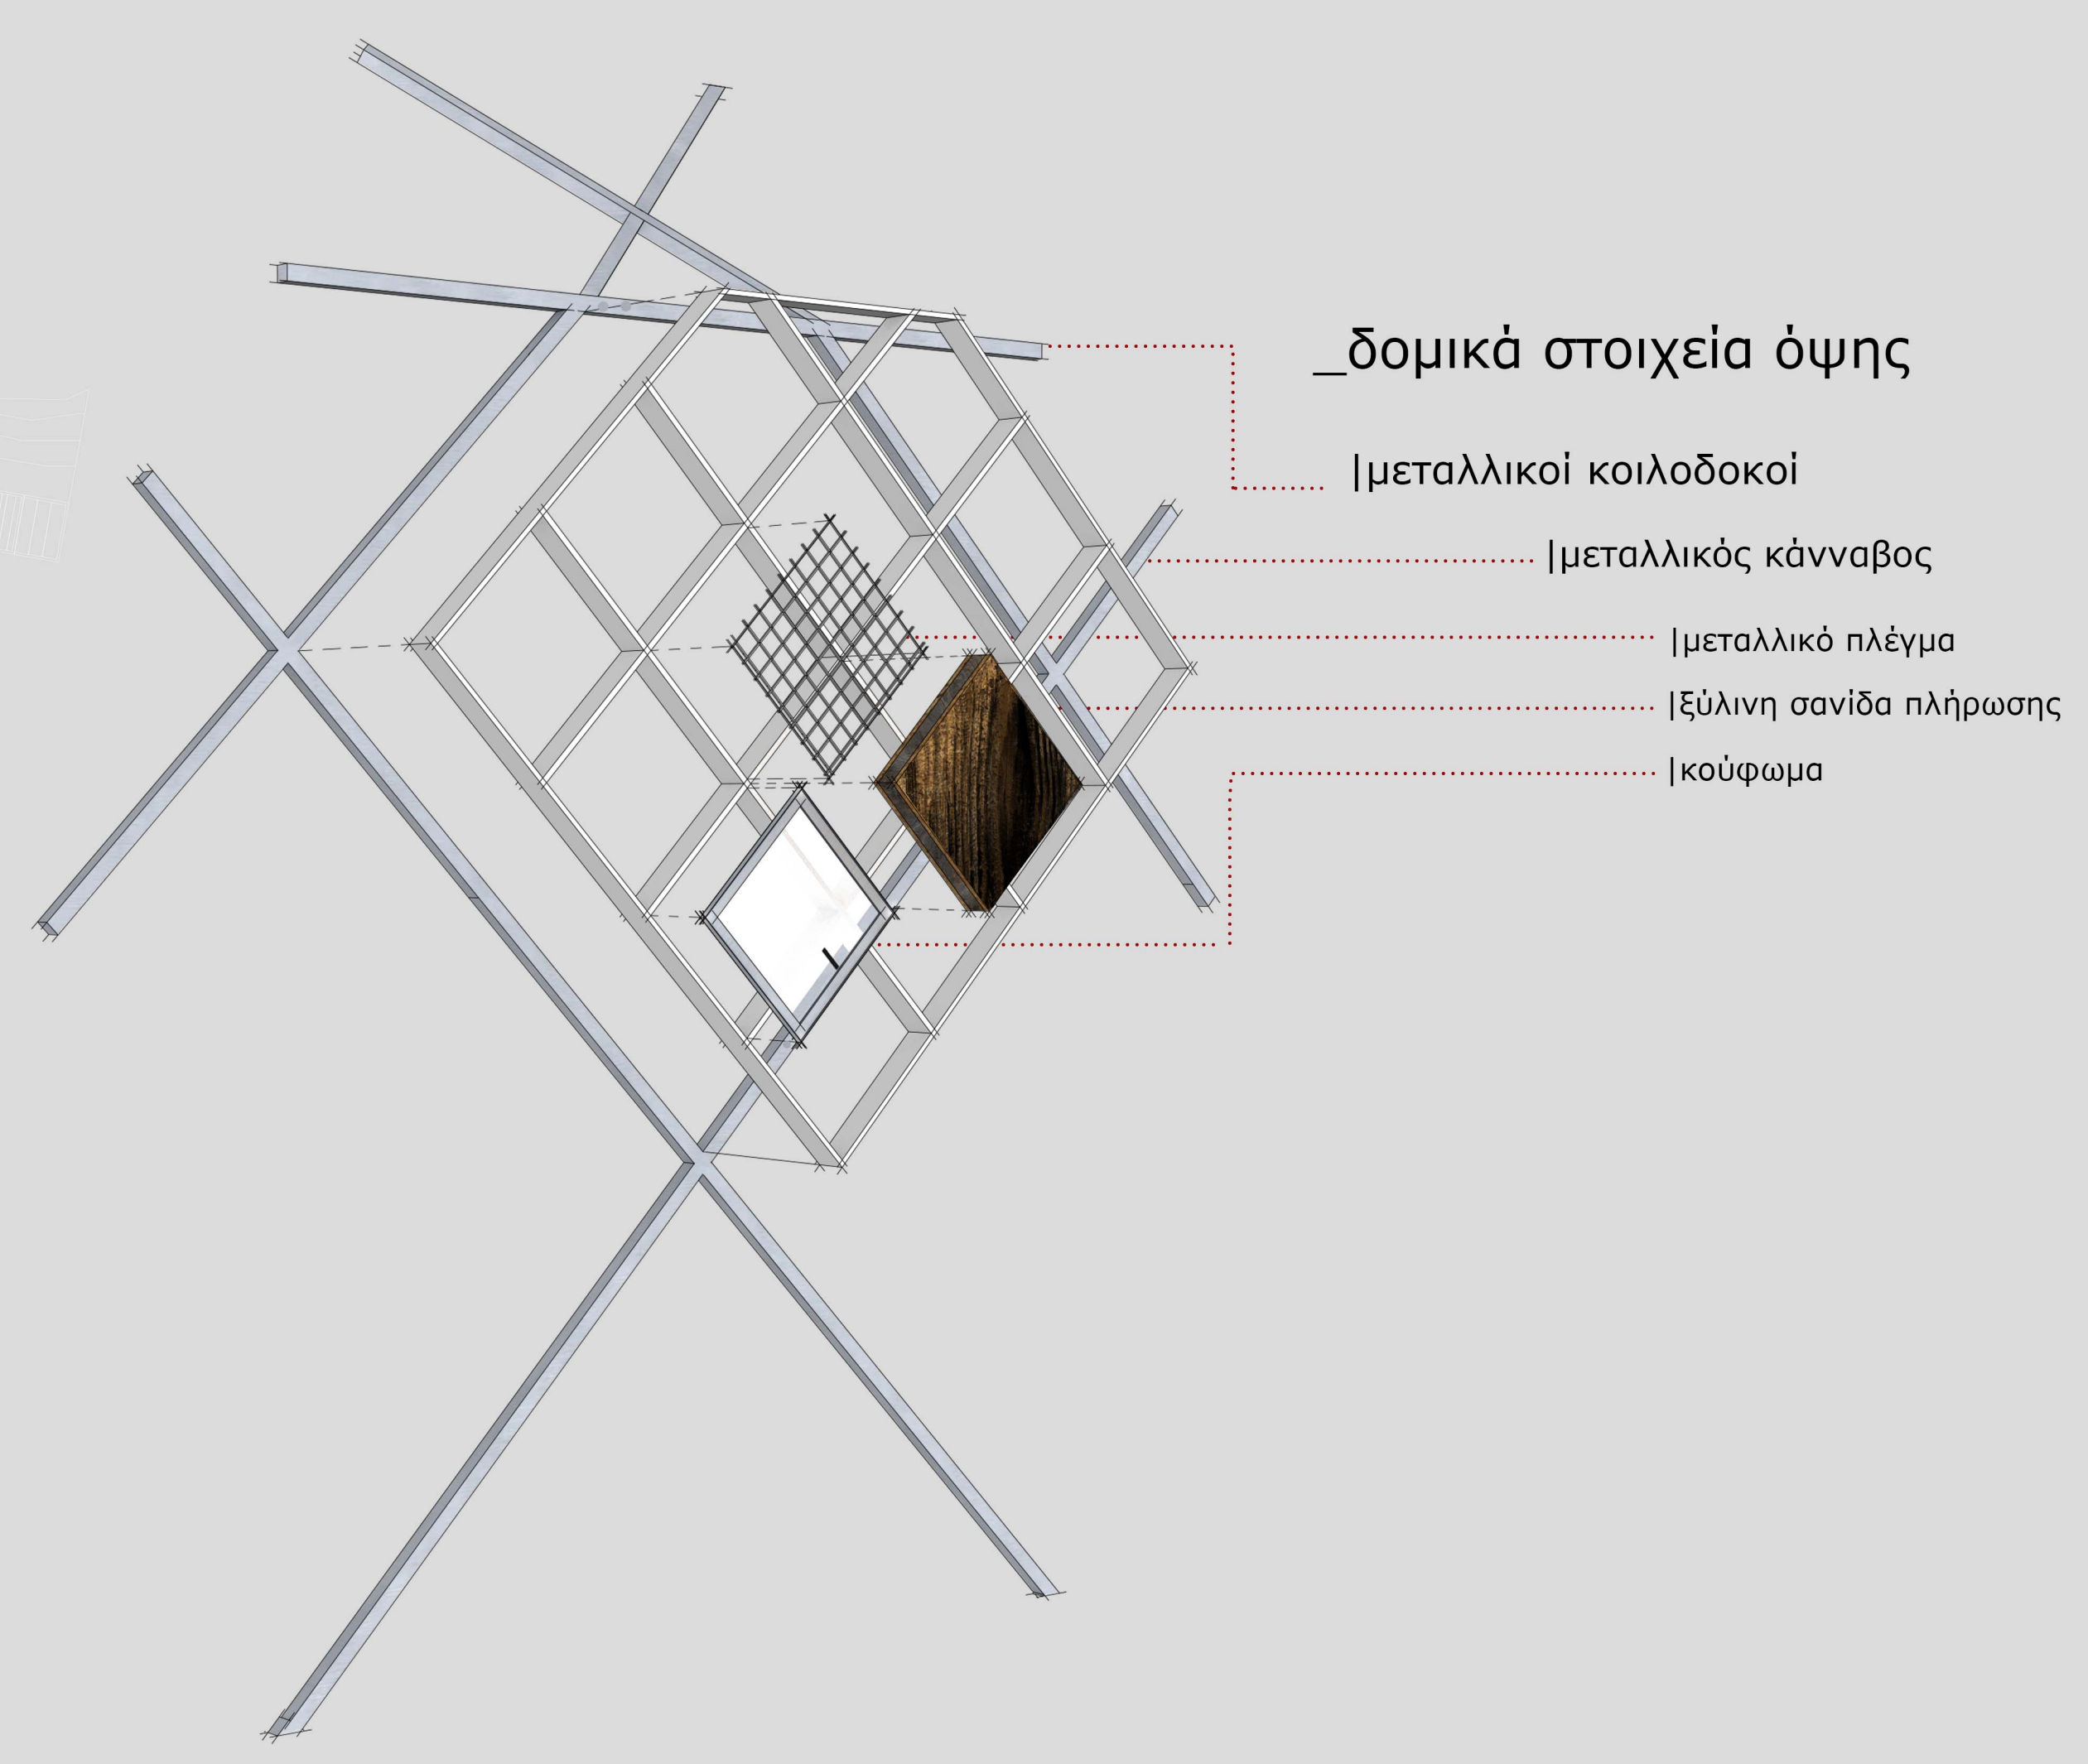 _δομικά στοιχεία όψης
|μεταλλικοί κοιλοδοκοί
|μεταλλικός κάνναβος
|μεταλλικό πλέγμα
|ξύλινη σανίδα πλήρωσης
|κούφωμα